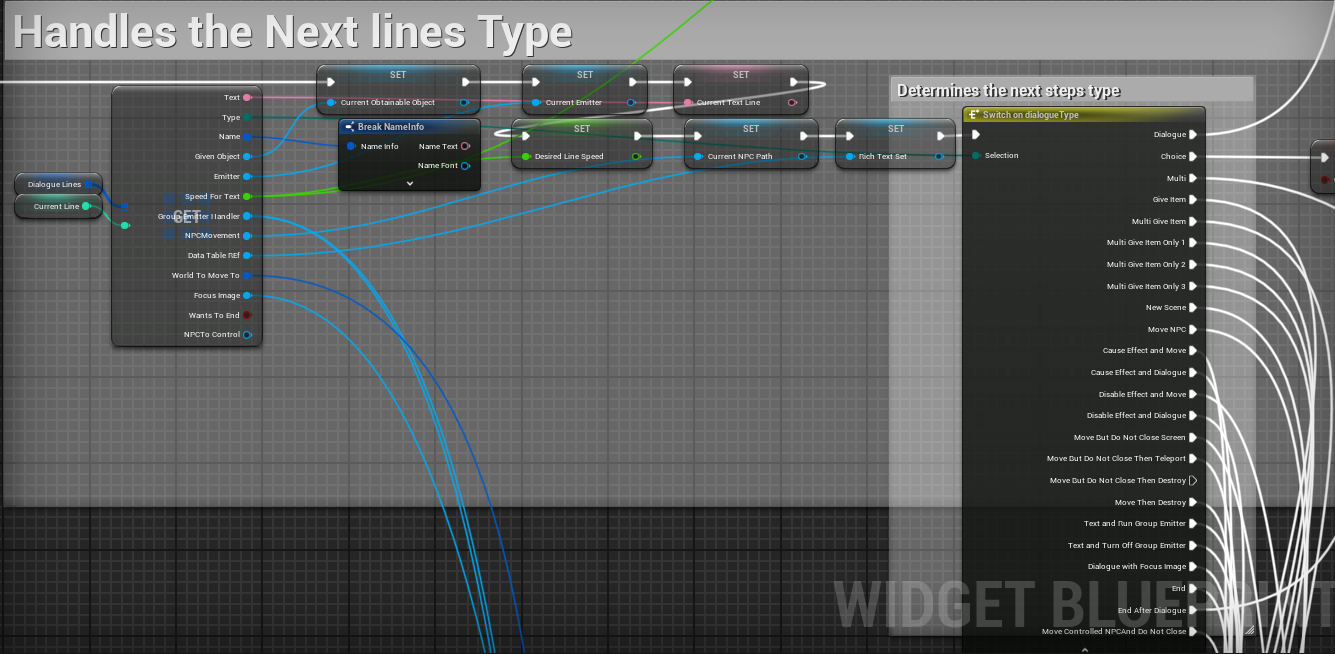 Handles the Next lines Type
SET
Current Obtainable Object
SET
Current Emitter
SET
Current Text Line
Break NameInfo
Name Info
Name Text
Name Font
SET
Desired Line Speed
SET
Current NPC Path
SET
Rich Text Set
Dialogue Lines
Current Line
GET
Text
Type
Name
Given Object
Emitter
Speed For Text
Group Emitter Handler
NPCMovement
Data Table REf
World To Move To
Focus Image
Wants To End
NPCTo Control
Determines the next steps type
Switch on dialogueType
Selection
Dialogue
Choice
Multi
Give Item
Multi Give Item
Multi Give Item Only 1
Multi Give Item Only 2
Multi Give Item Only 3
New Scene
Move NPC
Cause Effect and Move
Cause Effect and Dialogue
Disable Effect and Move
Disable Effect and Dialogue
Move But Do Not Close Screen
Move But Do Not Close Then Teleport
Move But Do Not Close Then Destroy
Move Then Destroy
Text and Run Group Emitter
Text and Turn Off Group Emitter
Dialogue with Focus Image
End
End After Dialogue
Move Controlled NPCAnd Do Not Close
WIDGET BLUEPRINT